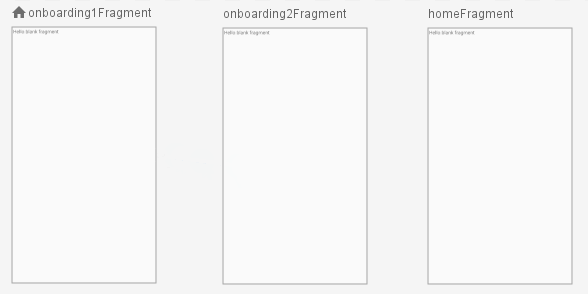 onboarding1Fragment
onboarding2Fragment
homeFragment
Hello blank fragment
Hello blank fragment
Hello blank fragment